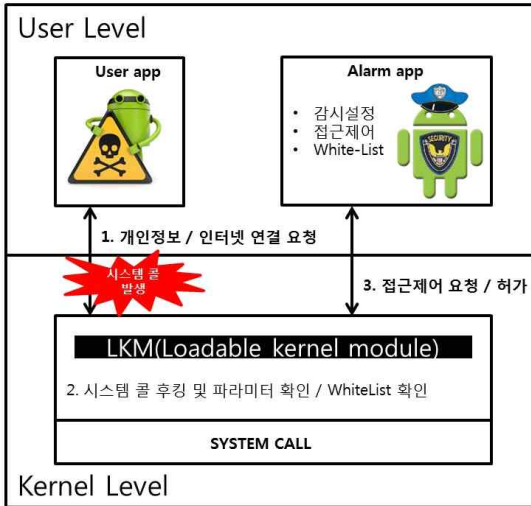 User Level
User app
Alarm app
• 감시설정
• 접근제어
• White-List
SECURITY
1. 개인정보 / 인터넷 연결 요청
시스템 콜
발생
3. 접근제어 요청 / 허가
LKM(Loadable kernel module)
2. 시스템 콜 후킹 및 파라미터 확인 / WhiteList 확인
SYSTEM CALL
Kernel Level